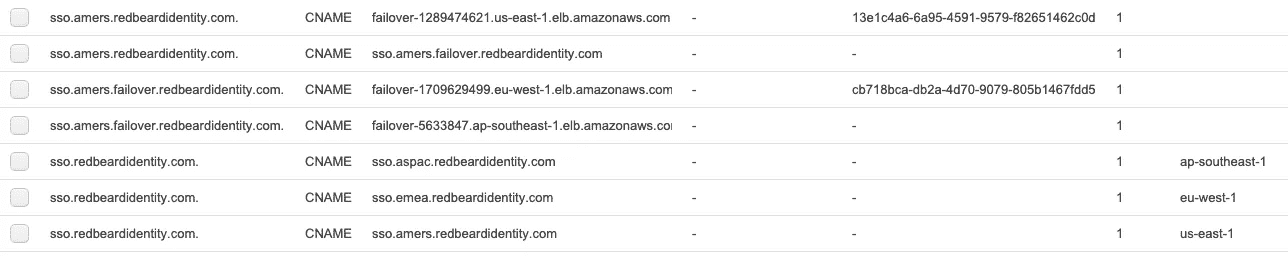 sso.amers.redbeardidentity.com. CNAME failover-1289474621.us-east-1.elb.amazonaws.com - 13e1c4a6-6a95-4591-9579-f82651462c0d 1
sso.amers.redbeardidentity.com. CNAME sso.amers.failover.redbeardidentity.com - - 1
sso.amers.failover.redbeardidentity.com. CNAME failover-1709629499.eu-west-1.elb.amazonaws.com - cb718bca-db2a-4d70-9079-805b1467fdd5 1
sso.amers.failover.redbeardidentity.com. CNAME failover-5633847.ap-southeast-1.elb.amazonaws.co - - 1
sso.redbeardidentity.com. CNAME sso.aspac.redbeardidentity.com - - 1 ap-southeast-1
sso.redbeardidentity.com. CNAME sso.emea.redbeardidentity.com - - 1 eu-west-1
sso.redbeardidentity.com. CNAME sso.amers.redbeardidentity.com - - 1 us-east-1